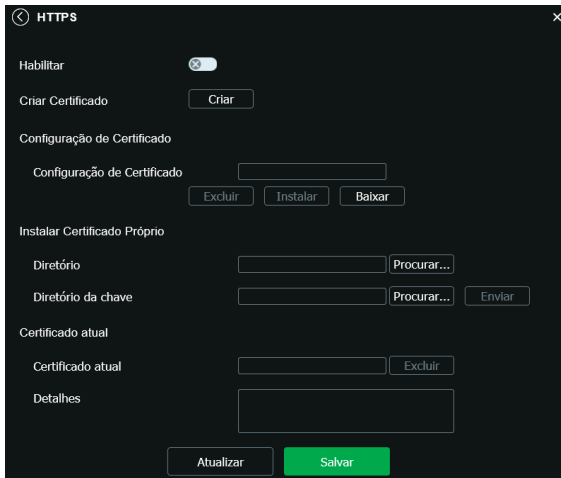 HTTPS
Habilitar
Criar Certificado Criar
Configuração de Certificado
Configuração de Certificado
Excluir Instalar Baixar
Instalar Certificado Próprio
Diretório Procurar...
Diretório da chave Procurar... Enviar
Certificado atual
Certificado atual Excluir
Detalhes
Atualizar Salvar